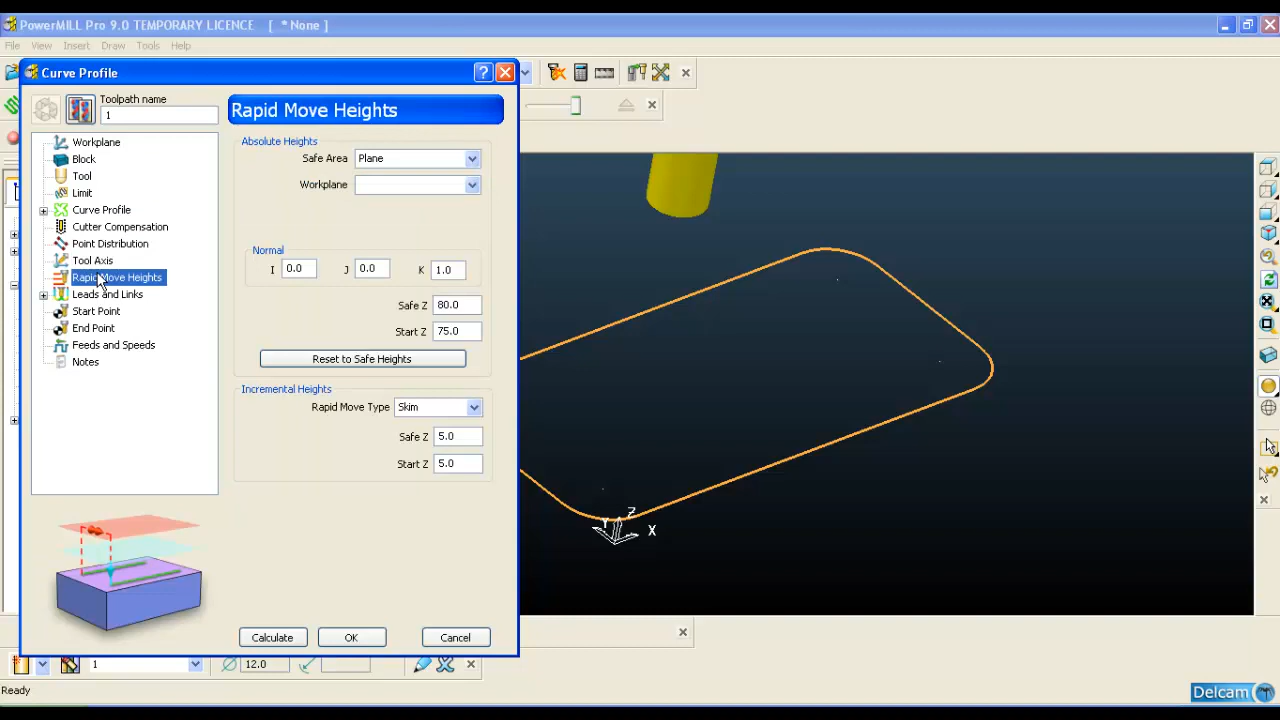 PowerMILL Pro 9.0 TEMPORARY LICENCE [ * None ]
File View Insert Draw Tools Help
Curve Profile
Toolpath name
1
Workplane
Block
Tool
Limit
Curve Profile
Cutter Compensation
Point Distribution
Tool Axis
Rapid Move Heights
Leads and Links
Start Point
End Point
Feeds and Speeds
Notes
Rapid Move Heights
Absolute Heights
Safe Area Plane
Workplane
Normal
I 0.0 J 0.0 K 1.0
Safe Z 80.0
Start Z 75.0
Reset to Safe Heights
Incremental Heights
Rapid Move Type Skim
Safe Z 5.0
Start Z 5.0
Calculate OK Cancel
Z
Y
X
1 12.0
Ready
Delcam